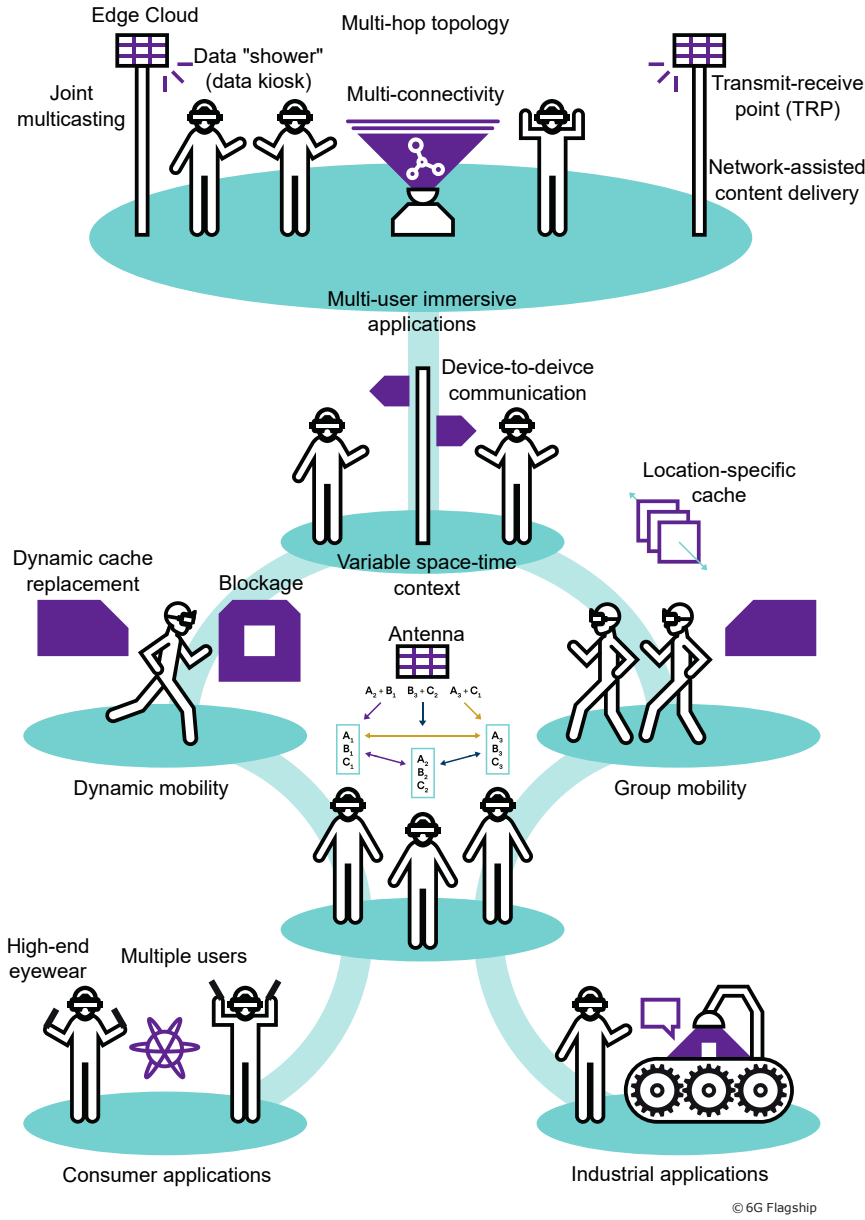 Edge Cloud
Multi-hop topology
Data "shower"
(data kiosk)
Joint
multicasting
Multi-connectivity
Transmit-receive
point (TRP)
Network-assisted
content delivery
Multi-user immersive
applications
Device-to-deivce
communication
Location-specific
cache
Variable space-time
context
Dynamic cache
replacement
Blockage
Antenna
A₂ + B₁ B₃ + C₂ A₃ + C₁
A₁
B₁
C₁
A₂
B₂
C₂
A₃
B₃
C₃
Dynamic mobility
Group mobility
High-end
eyewear
Multiple users
Consumer applications
Industrial applications
© 6G Flagship